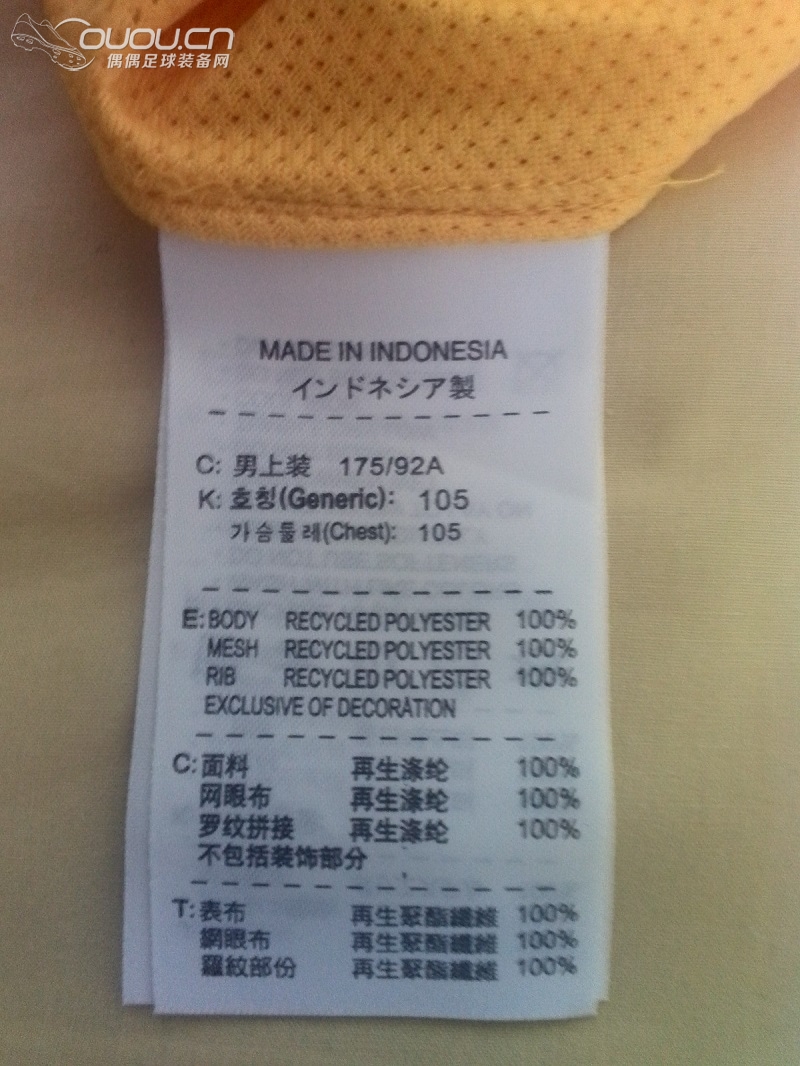 ouou.cn
偶偶足球装备网
MADE IN INDONESIA
インドネシア製
C: 男上装 175/92A
K: 호칭(Generic): 105
가슴둘레(Chest): 105
E: BODY RECYCLED POLYESTER 100%
MESH RECYCLED POLYESTER 100%
RIB RECYCLED POLYESTER 100%
EXCLUSIVE OF DECORATION
C: 面料 再生涤纶 100%
网眼布 再生涤纶 100%
罗纹拼接 再生涤纶 100%
不包括装饰部分
T: 表布 再生聚酯纖維 100%
網眼布 再生聚酯纖維 100%
羅紋部份 再生聚酯纖維 100%